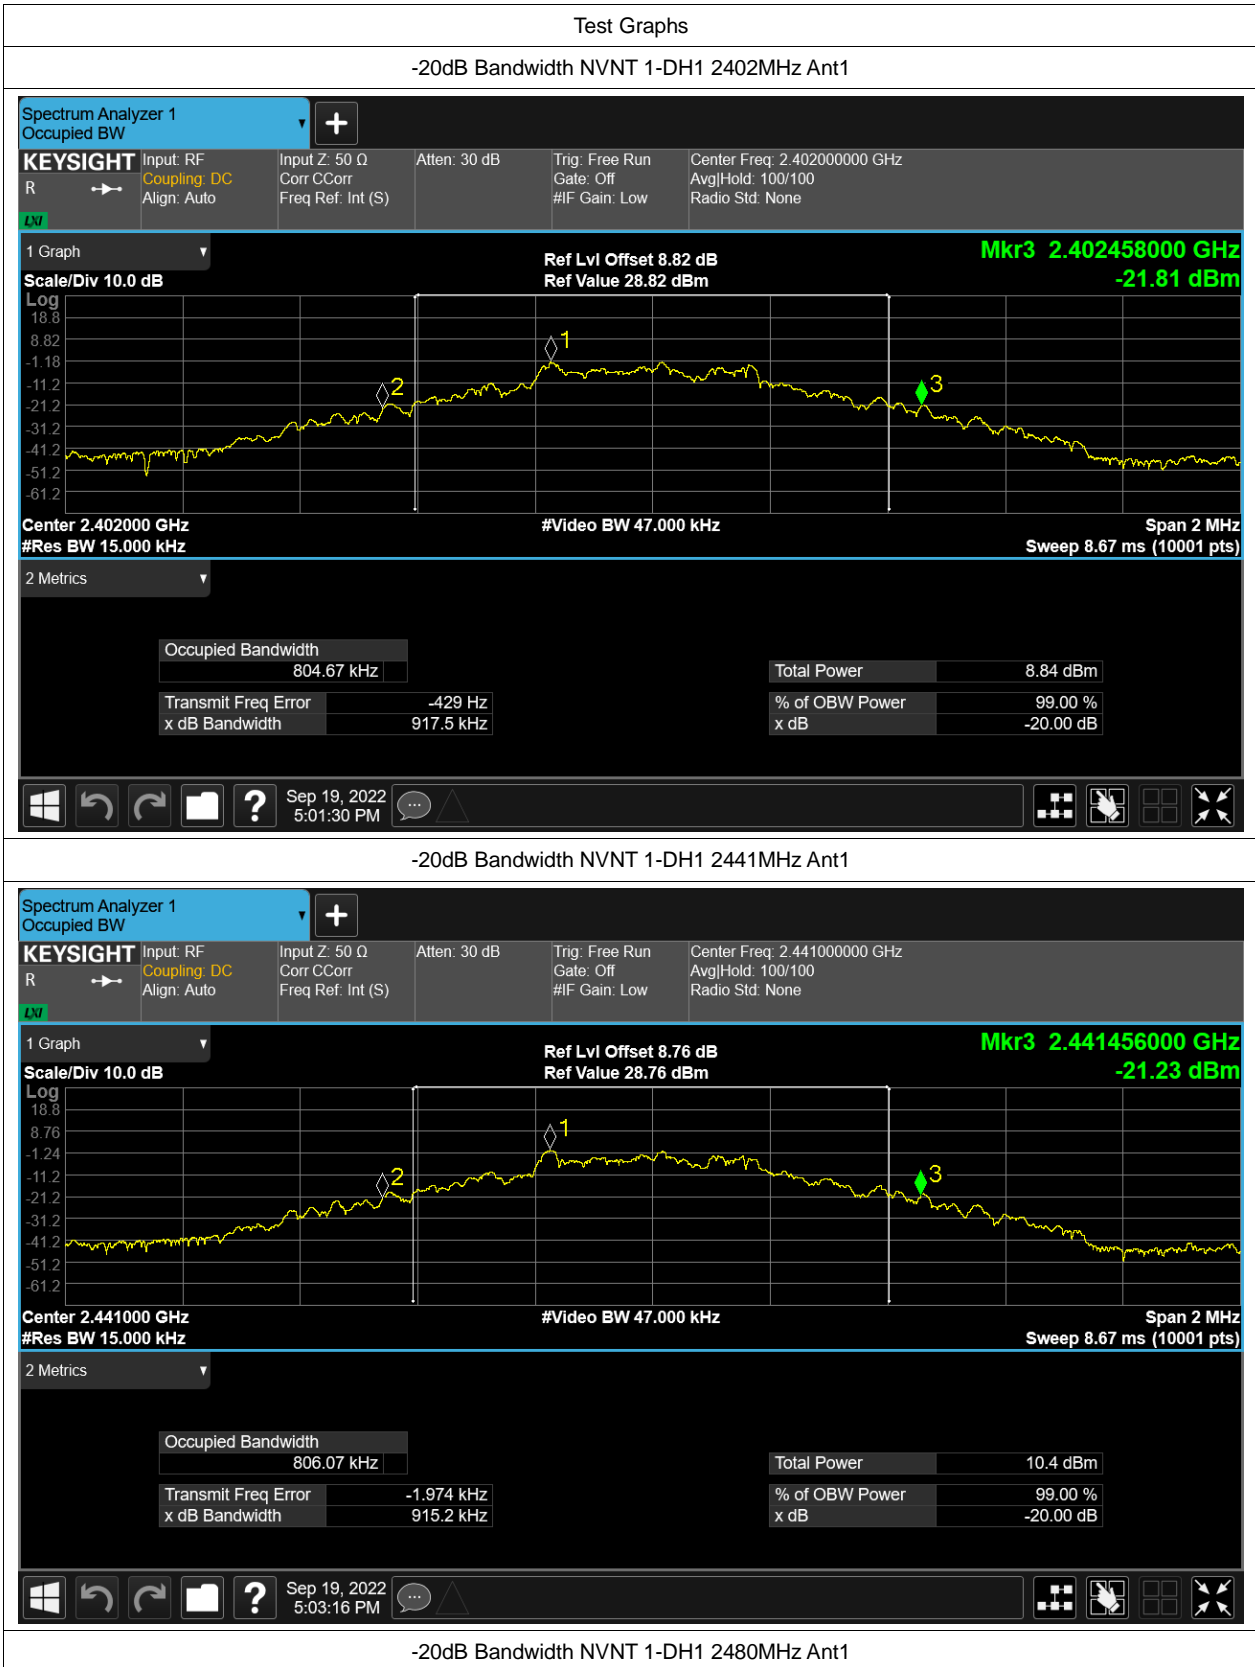 Test Graphs
-20dB Bandwidth NVNT 1-DH1 2402MHz Ant1
Spectrum Analyzer 1
Occupied BW
KEYSIGHT Input: RF Input Z: 50 Ω Atten: 30 dB Trig: Free Run Center Freq: 2.402000000 GHz
R Coupling: DC Corr CCorr Gate: Off Avg|Hold: 100/100
Align: Auto Freq Ref: Int (S) #IF Gain: Low Radio Std: None
LXI
1 Graph
Ref Lvl Offset 8.82 dB
Mkr3 2.402458000 GHz
Scale/Div 10.0 dB
Ref Value 28.82 dBm
-21.81 dBm
Log
18.8
8.82
-1.18
-11.2
-21.2
-31.2
-41.2
-51.2
-61.2
1
2
3
Center 2.402000 GHz #Video BW 47.000 kHz Span 2 MHz
#Res BW 15.000 kHz Sweep 8.67 ms (10001 pts)
2 Metrics
Occupied Bandwidth
804.67 kHz
Total Power 8.84 dBm
Transmit Freq Error -429 Hz % of OBW Power 99.00 %
x dB Bandwidth 917.5 kHz x dB -20.00 dB
Sep 19, 2022
5:01:30 PM
-20dB Bandwidth NVNT 1-DH1 2441MHz Ant1
Spectrum Analyzer 1
Occupied BW
KEYSIGHT Input: RF Input Z: 50 Ω Atten: 30 dB Trig: Free Run Center Freq: 2.441000000 GHz
R Coupling: DC Corr CCorr Gate: Off Avg|Hold: 100/100
Align: Auto Freq Ref: Int (S) #IF Gain: Low Radio Std: None
LXI
1 Graph
Ref Lvl Offset 8.76 dB
Mkr3 2.441456000 GHz
Scale/Div 10.0 dB
Ref Value 28.76 dBm
-21.23 dBm
Log
18.8
8.76
-1.24
-11.2
-21.2
-31.2
-41.2
-51.2
-61.2
1
2
3
Center 2.441000 GHz #Video BW 47.000 kHz Span 2 MHz
#Res BW 15.000 kHz Sweep 8.67 ms (10001 pts)
2 Metrics
Occupied Bandwidth
806.07 kHz
Total Power 10.4 dBm
Transmit Freq Error -1.974 kHz % of OBW Power 99.00 %
x dB Bandwidth 915.2 kHz x dB -20.00 dB
Sep 19, 2022
5:03:16 PM
-20dB Bandwidth NVNT 1-DH1 2480MHz Ant1